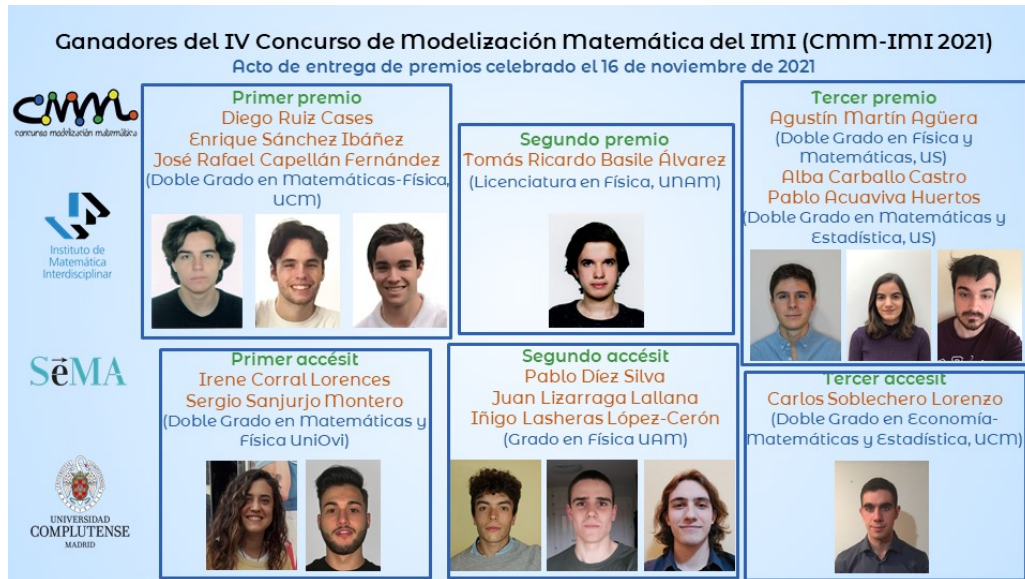 Ganadores del IV Concurso de Modelización Matemática del IMI (CMM-IMI 2021)
Acto de entrega de premios celebrado el 16 de noviembre de 2021
CMM.
concurso modelización matemática
Instituto de
Matemática
Interdisciplinar
SēMA
UNIVERSIDAD
COMPLUTENSE
MADRID
Primer premio
Diego Ruiz Cases
Enrique Sánchez Ibáñez
José Rafael Capellán Fernández
(Doble Grado en Matemáticas-Física,
UCM)
Segundo premio
Tomás Ricardo Basile Álvarez
(Licenciatura en Física, UNAM)
Tercer premio
Agustín Martín Agüera
(Doble Grado en Física y
Matemáticas, US)
Alba Carballo Castro
Pablo Acuaviva Huertos
(Doble Grado en Matemáticas y
Estadística, US)
Primer accésit
Irene Corral Lorences
Sergio Sanjurjo Montero
(Doble Grado en Matemáticas y
Física UniOvi)
Segundo accésit
Pablo Díez Silva
Juan Lizarraga Lallana
Iñigo Lasheras López-Cerón
(Grado en Física UAM)
Tercer accésit
Carlos Soblechero Lorenzo
(Doble Grado en Economía-
Matemáticas y Estadística, UCM)